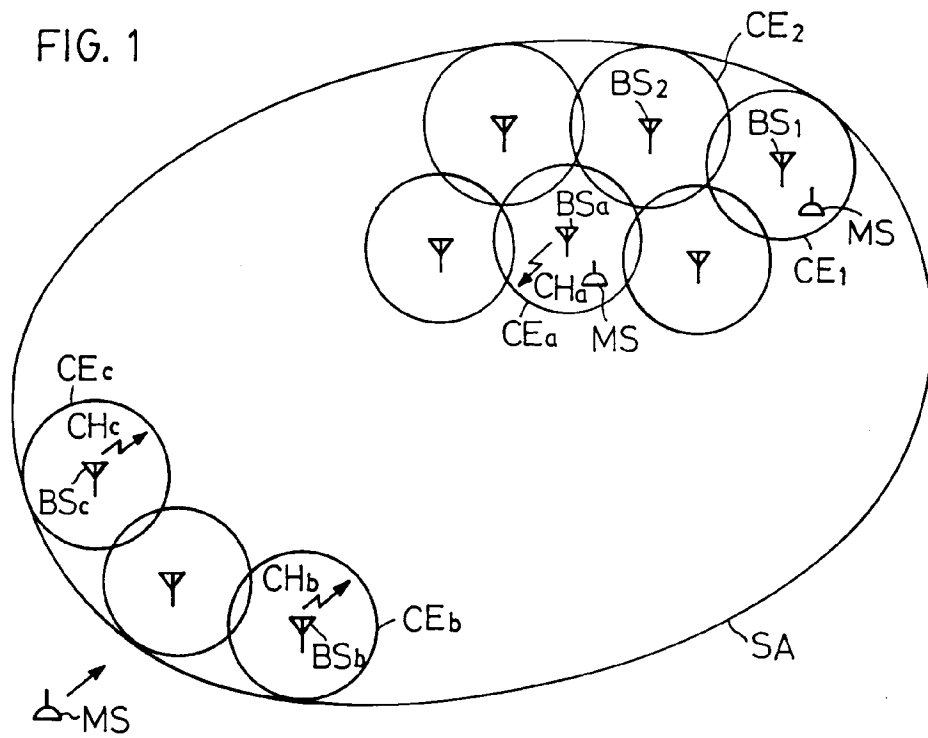 FIG. 1
CE2
BS2
BS1
BSa
MS
CHa
CE1
CEa
MS
CEc
CHc
BSc
CHb
CEb
BSb
SA
MS